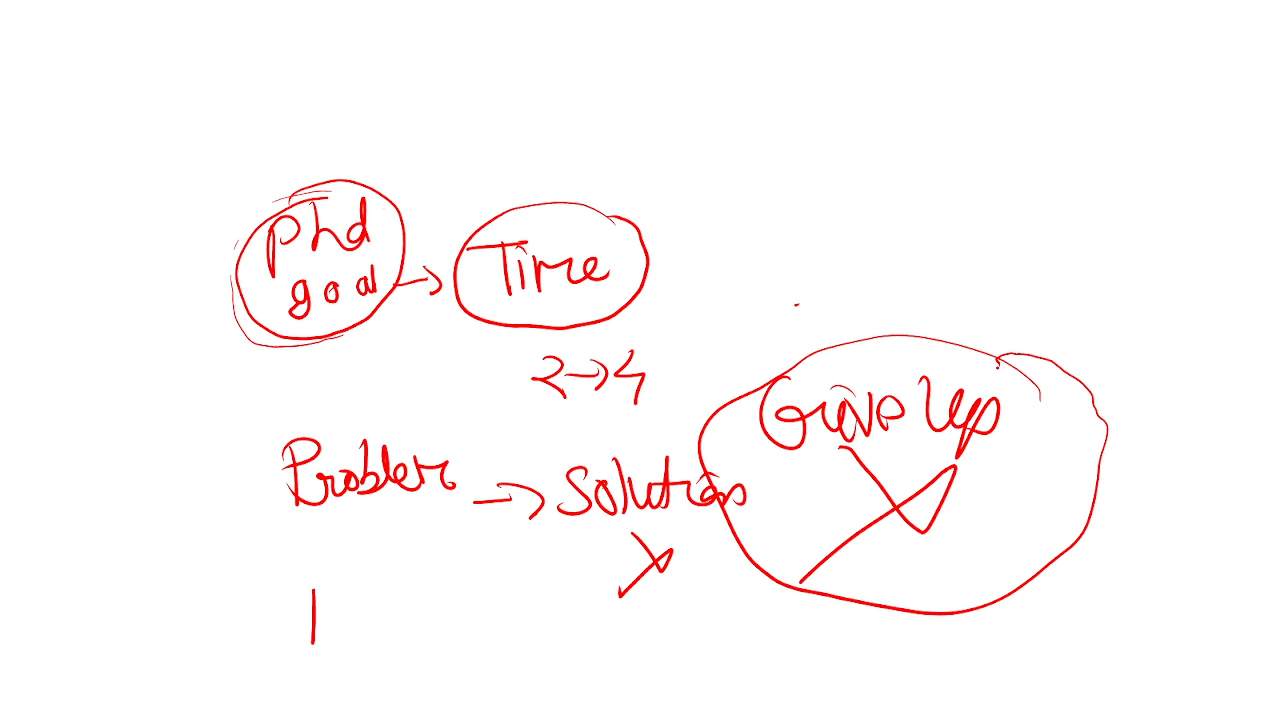 Phd
goal → Time
2→4
Give Up
Problem → Solution